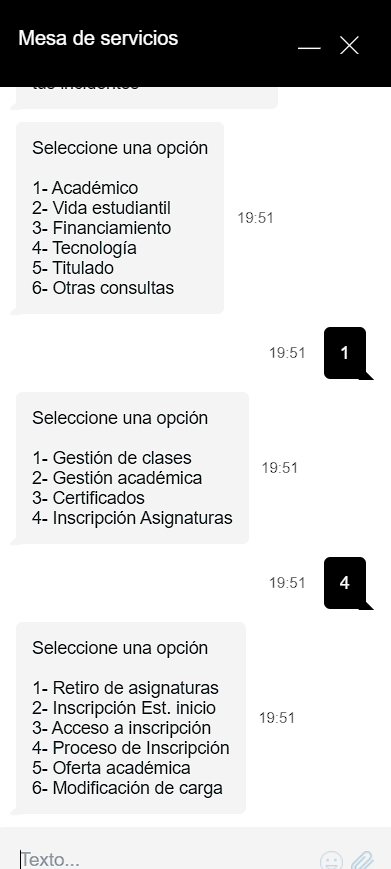 Mesa de servicios
tus incidentes
Seleccione una opción
1- Académico
2- Vida estudiantil
3- Financiamiento
4- Tecnología
5- Titulado
6- Otras consultas
19:51
19:51
1
Seleccione una opción
1- Gestión de clases
2- Gestión académica
3- Certificados
4- Inscripción Asignaturas
19:51
19:51
4
Seleccione una opción
1- Retiro de asignaturas
2- Inscripción Est. inicio
3- Acceso a inscripción
4- Proceso de Inscripción
5- Oferta académica
6- Modificación de carga
19:51
Texto...